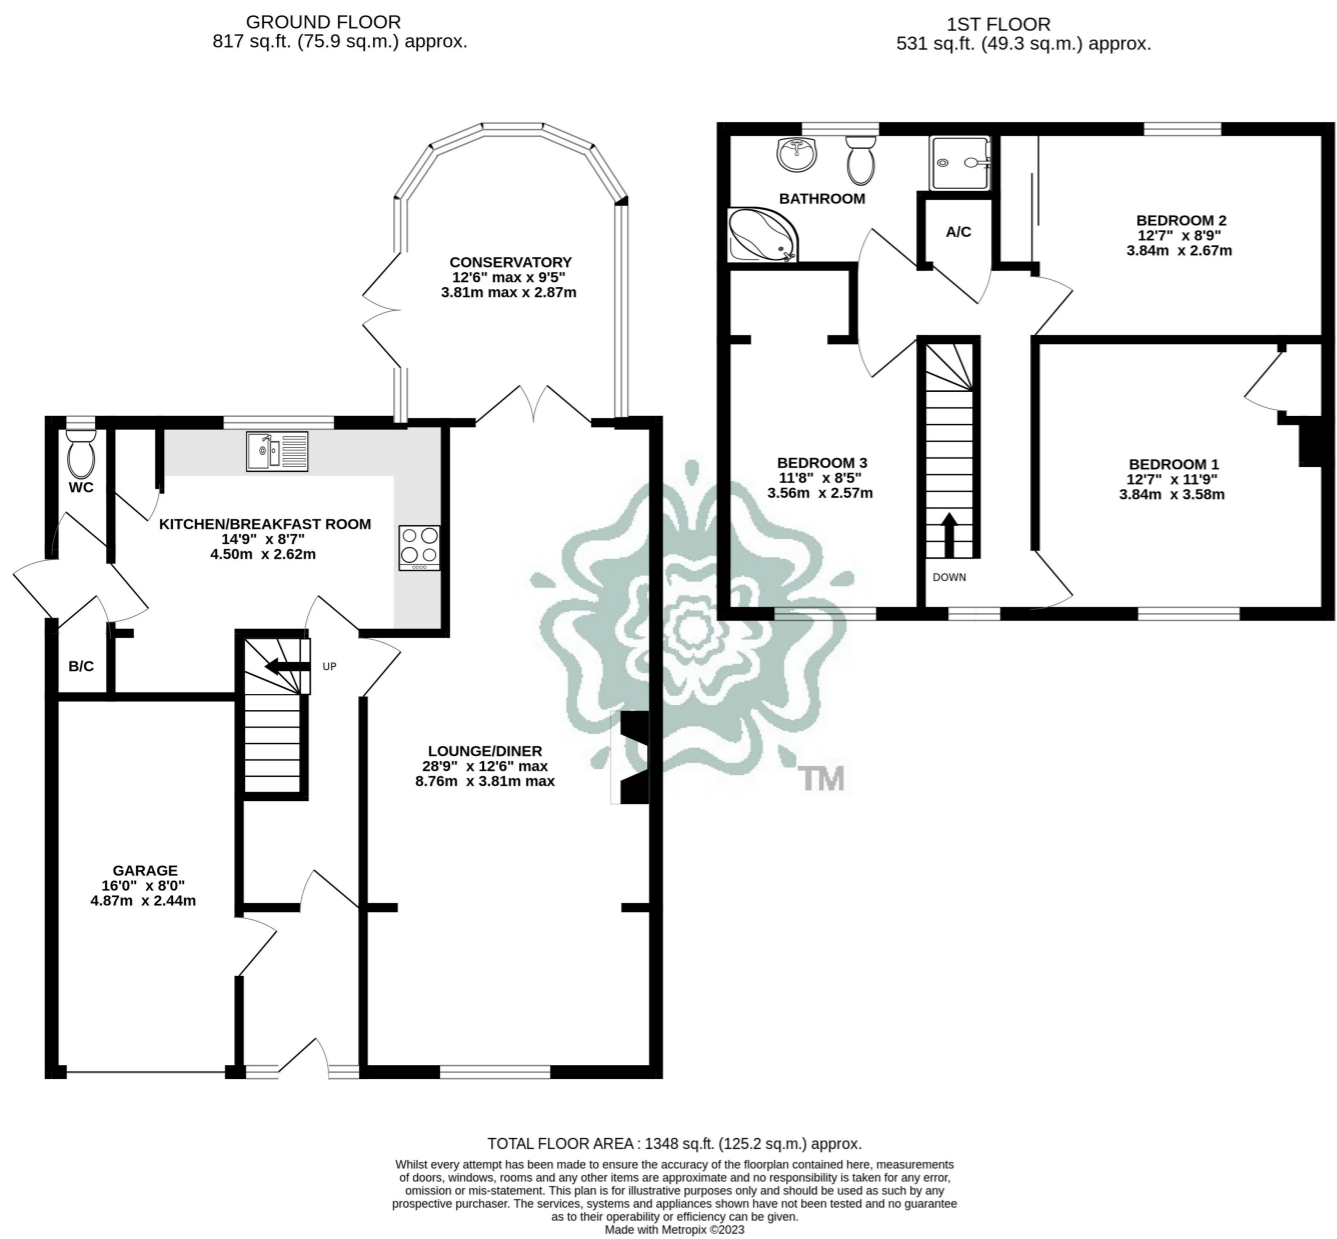 GROUND FLOOR
817 sq.ft. (75.9 sq.m.) approx.
1ST FLOOR
531 sq.ft. (49.3 sq.m.) approx.
CONSERVATORY
12'6" max x 9'5"
3.81m max x 2.87m
WC
KITCHEN/BREAKFAST ROOM
14'9" x 8'7"
4.50m x 2.62m
B/C
UP
LOUNGE/DINER
28'9" x 12'6" max
8.76m x 3.81m max
GARAGE
16'0" x 8'0"
4.87m x 2.44m
BATHROOM
A/C
BEDROOM 2
12'7" x 8'9"
3.84m x 2.67m
BEDROOM 3
11'8" x 8'5"
3.56m x 2.57m
BEDROOM 1
12'7" x 11'9"
3.84m x 3.58m
DOWN
TM
TOTAL FLOOR AREA : 1348 sq.ft. (125.2 sq.m.) approx.
Whilst every attempt has been made to ensure the accuracy of the floorplan contained here, measurements
of doors, windows, rooms and any other items are approximate and no responsibility is taken for any error,
omission or mis-statement. This plan is for illustrative purposes only and should be used as such by any
prospective purchaser. The services, systems and appliances shown have not been tested and no guarantee
as to their operability or efficiency can be given.
Made with Metropix ©2023